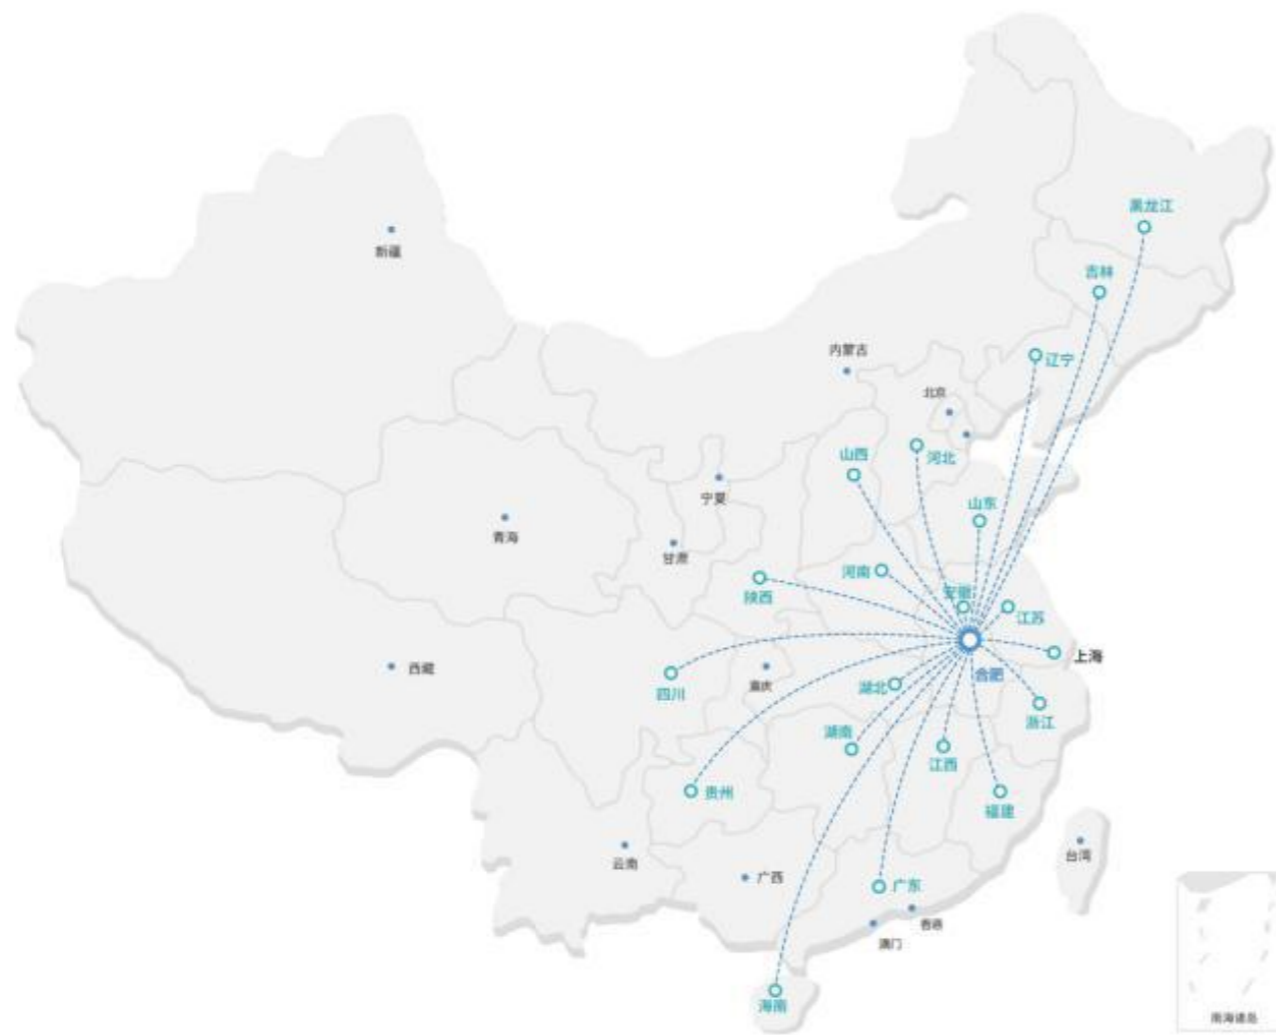 黑龙江
新疆
吉林
内蒙古
辽宁
北京
山西
河北
宁夏
山东
青海
甘肃
河南
陕西
安徽
江苏
上海
西藏
四川
重庆
湖北
合肥
浙江
湖南
江西
贵州
福建
台湾
云南
广西
广东
香港
澳门
海南
南海诸岛